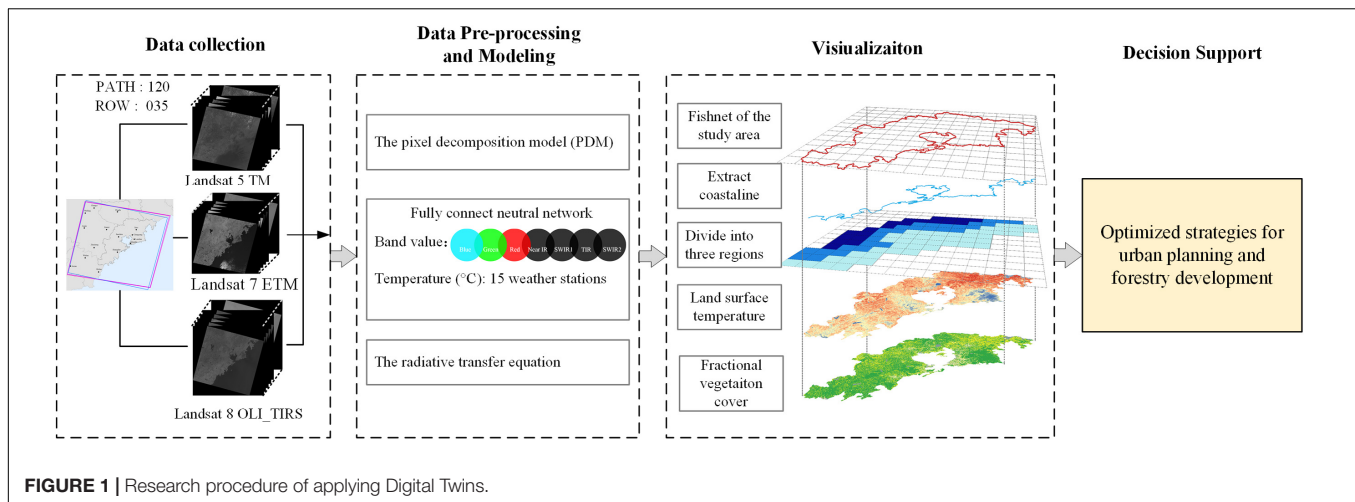 Data collection
PATH : 120
ROW : 035
Landsat 5 TM
Landsat 7 ETM
Landsat 8 OLI_TIRS
Data Pre-processing
and Modeling
The pixel decomposition model (PDM)
Fully connect neutral network
Band value:
Blue
Green
Red
Near IR
SWIR1
TIR
SWIR2
Temperature (°C): 15 weather stations
The radiative transfer equation
Visiualizaiton
Fishnet of the
study area
Extract
coastaline
Divide into
three regions
Land surface
temperature
Fractional
vegetaiton
cover
Decision Support
Optimized strategies for
urban planning and
forestry development
FIGURE 1 | Research procedure of applying Digital Twins.